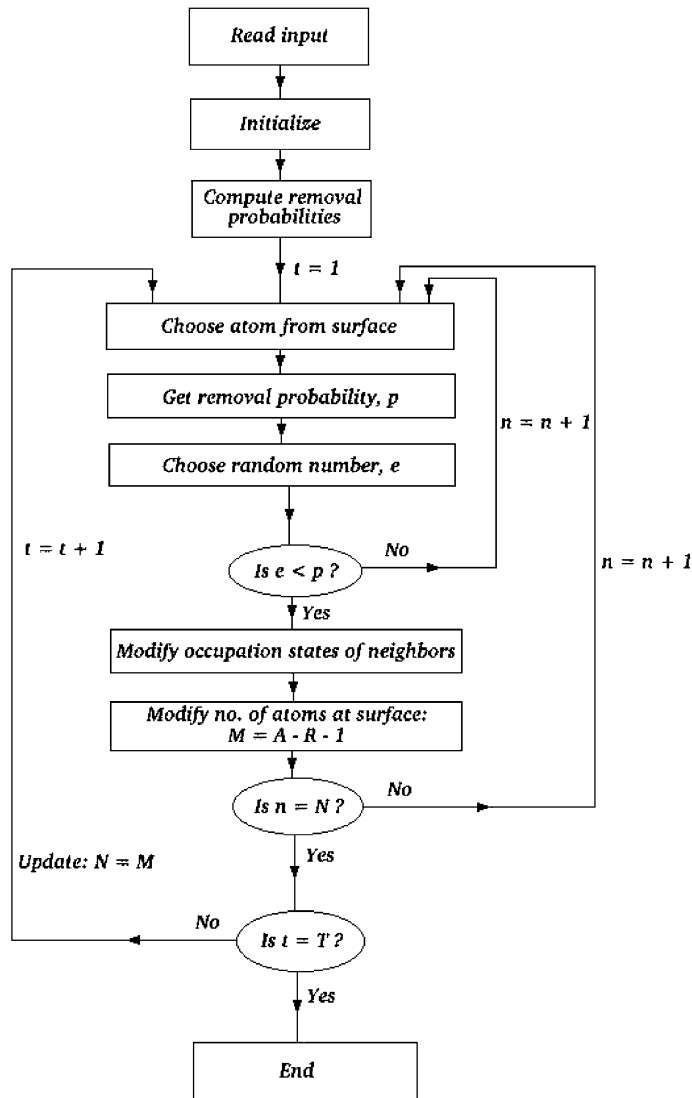 Read input
Initialize
Compute removal
probabilities
t = 1
Choose atom from surface
Get removal probability, p
n = n + 1
Choose random number, e
t = t + 1
No
n = n + 1
Is e < p ?
Yes
Modify occupation states of neighbors
Modify no. of atoms at surface:
M = A - R - 1
No
Is n = N ?
Yes
Update: N = M
No
Is t = T ?
Yes
End